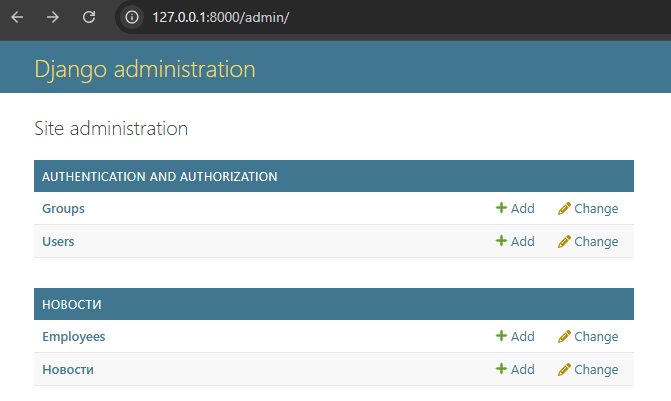 127.0.0.1:8000/admin/
Django administration
Site administration
AUTHENTICATION AND AUTHORIZATION
Groups Add Change
Users Add Change
НОВОСТИ
Employees Add Change
Новости Add Change